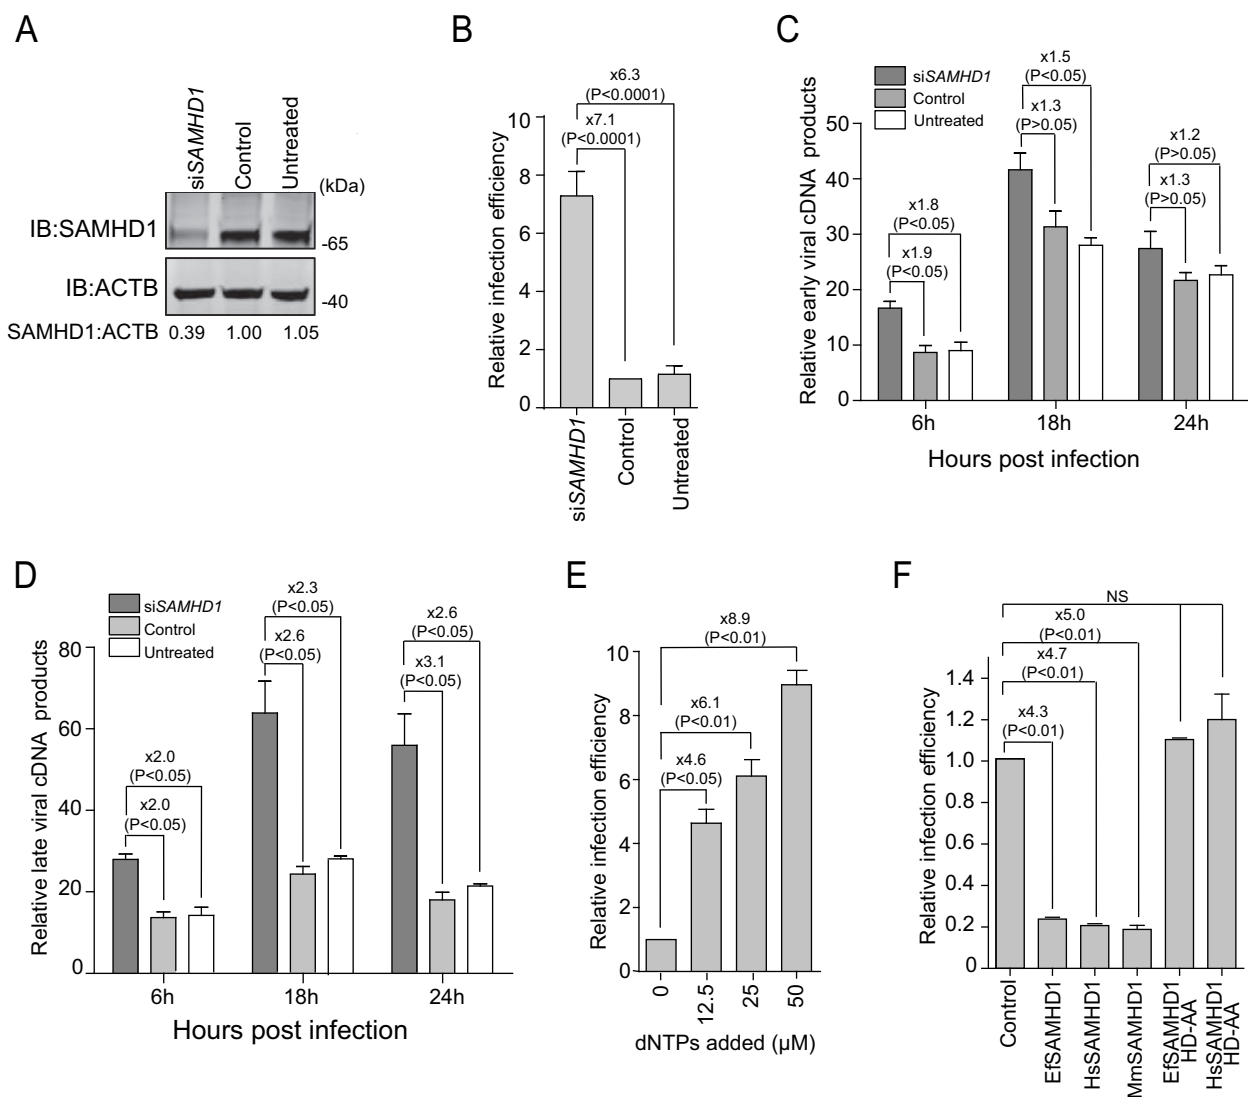 A
siSAMHD1
Control
Untreated
(kDa)
IB:SAMHD1
-65
IB:ACTB
-40
SAMHD1:ACTB 0.39 1.00 1.05
B
x6.3
(P<0.0001)
x7.1
(P<0.0001)
Relative infection efficiency
10
8
6
4
2
0
siSAMHD1
Control
Untreated
C
siSAMHD1
Control
Untreated
x1.5
(P<0.05)
x1.3
(P>0.05)
x1.2
(P>0.05)
x1.3
(P>0.05)
x1.8
(P<0.05)
x1.9
(P<0.05)
Relative early viral cDNA products
50
40
30
20
10
0
6h 18h 24h
Hours post infection
D
siSAMHD1
Control
Untreated
x2.3
(P<0.05)
x2.6
(P<0.05)
x2.6
(P<0.05)
x3.1
(P<0.05)
x2.0
(P<0.05)
x2.0
(P<0.05)
Relative late viral cDNA products
80
60
40
20
0
6h 18h 24h
Hours post infection
E
x8.9
(P<0.01)
x6.1
(P<0.01)
x4.6
(P<0.05)
Relative infection efficiency
10
8
6
4
2
0
0
12.5
25
50
dNTPs added (µM)
F
NS
x5.0
(P<0.01)
x4.7
(P<0.01)
x4.3
(P<0.01)
Relative infection efficiency
1.4
1.2
1.0
0.8
0.6
0.4
0.2
0
Control
EfSAMHD1
HsSAMHD1
MmSAMHD1
EfSAMHD1
HD-AA
HsSAMHD1
HD-AA